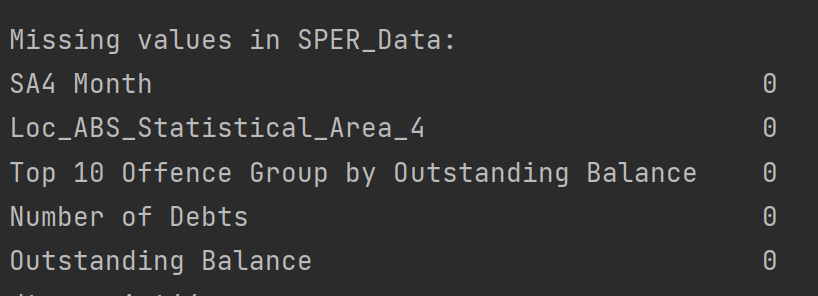 Missing values in SPER_Data:
SA4 Month 0
Loc_ABS_Statistical_Area_4 0
Top 10 Offence Group by Outstanding Balance 0
Number of Debts 0
Outstanding Balance 0